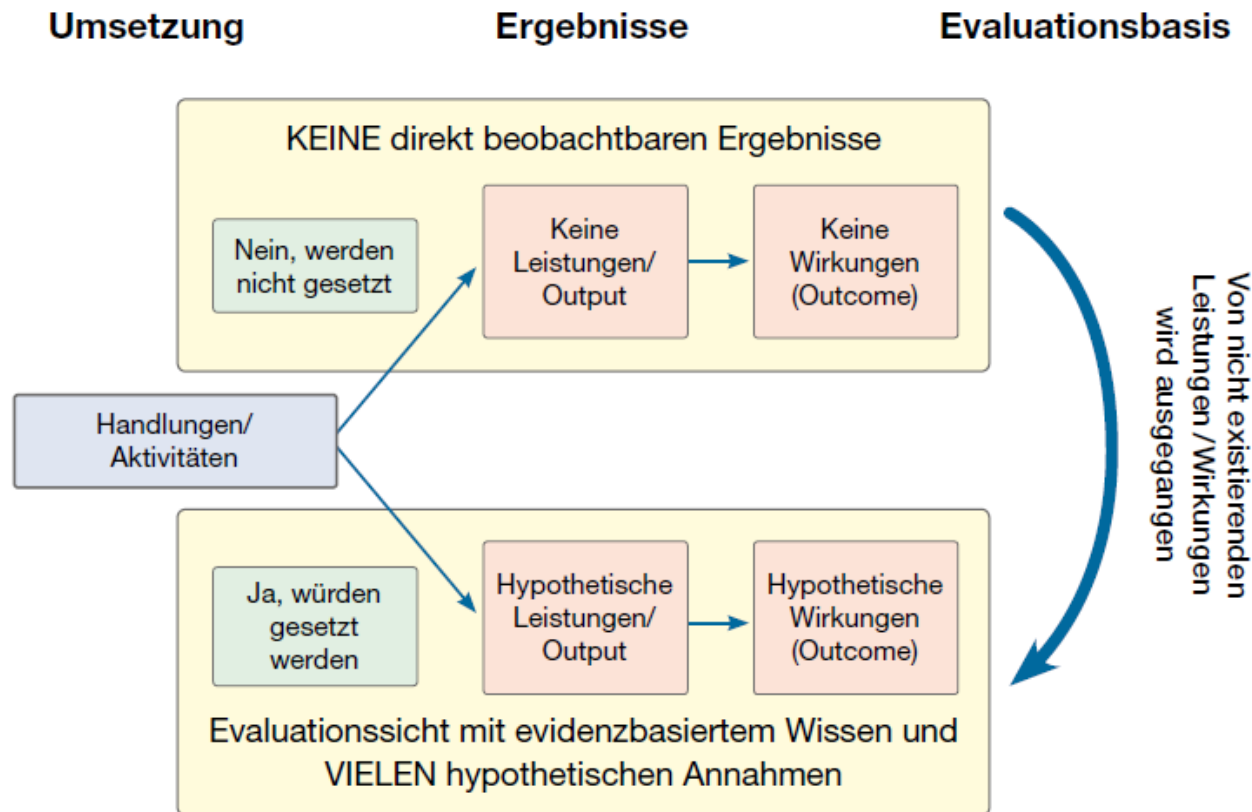 Umsetzung Ergebnisse Evaluationsbasis
KEINE direkt beobachtbaren Ergebnisse
Nein, werden
nicht gesetzt
Keine
Leistungen/
Output
Keine
Wirkungen
(Outcome)
Handlungen/
Aktivitäten
Ja, würden
gesetzt
werden
Hypothetische
Leistungen/
Output
Hypothetische
Wirkungen
(Outcome)
Evaluationssicht mit evidenzbasiertem Wissen und
VIELEN hypothetischen Annahmen
Von nicht existierenden
Leistungen/Wirkungen
wird ausgegangen